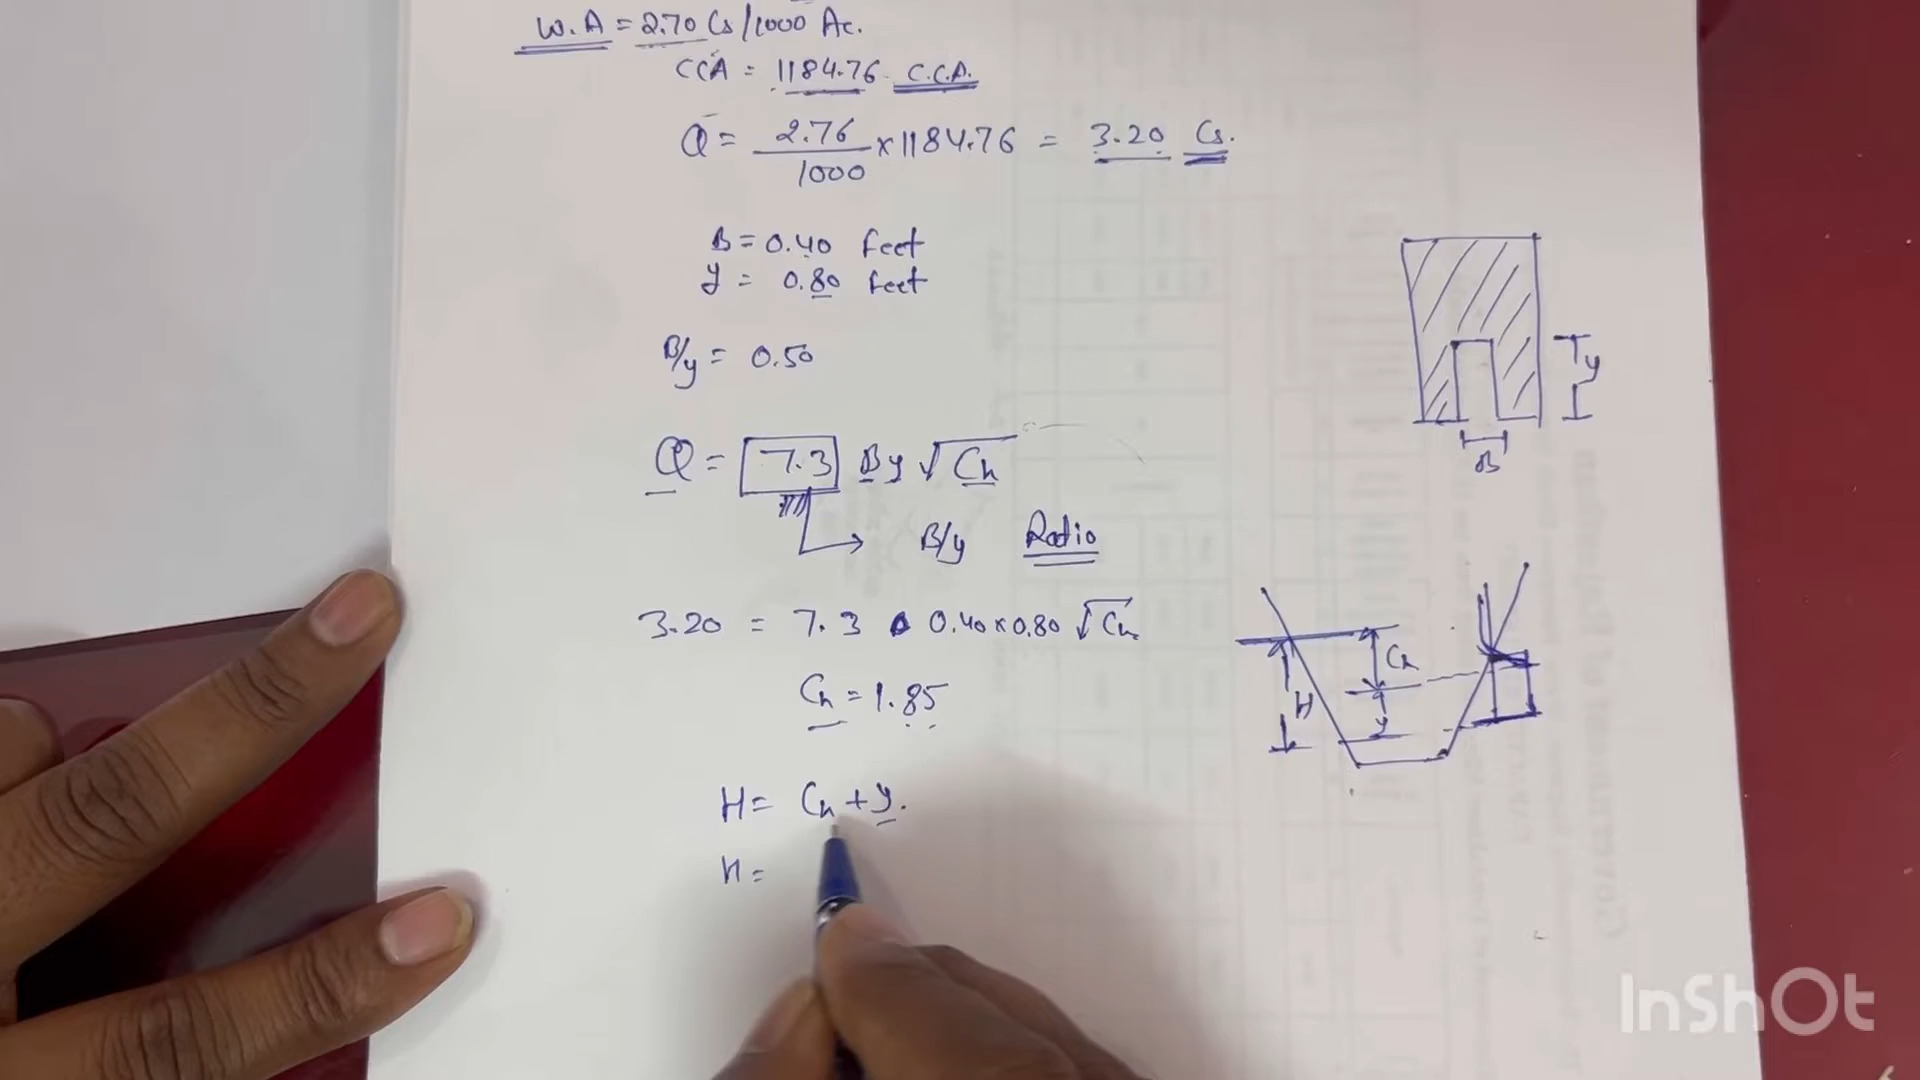 W.A = 2.70 Cs/1000 Ac.
CCA = 1184.76 C.C.A.
Q = 2.76/1000 x 1184.76 = 3.20 Cs.
B = 0.40 feet
y = 0.80 feet
B/y = 0.50
y
B
Q = 7.3 By √Ch
B/y Ratio
3.20 = 7.3 0.40 x 0.80 √Ch
Ch
H
y
Ch = 1.85
H = Ch + y.
H =
InShOt